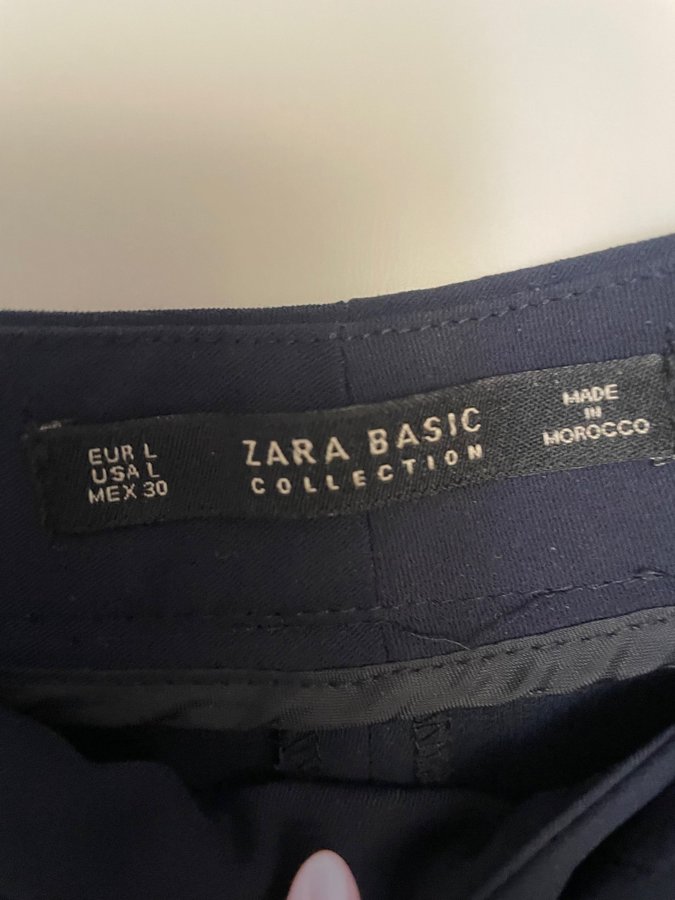 EUR L
USA L
MEX 30
ZARA BASIC
COLLECTION
MADE
IN
MOROCCO